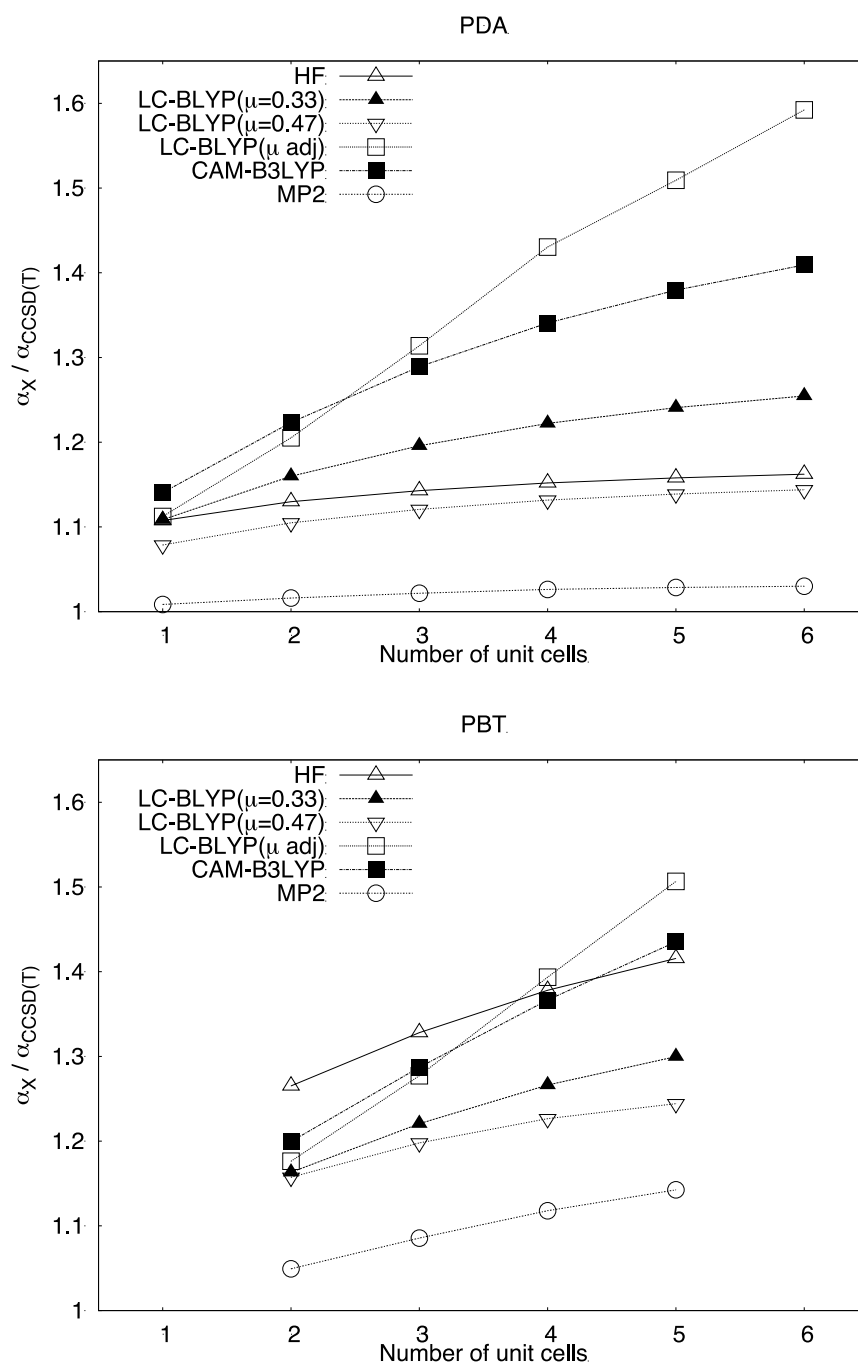 PDA
HF
LC-BLYP(μ=0.33)
LC-BLYP(μ=0.47)
LC-BLYP(μ adj)
CAM-B3LYP
MP2
1.6
1.5
1.4
1.3
1.2
1.1
1
αX / αCCSD(T)
1 2 3 4 5 6
Number of unit cells
PBT
HF
LC-BLYP(μ=0.33)
LC-BLYP(μ=0.47)
LC-BLYP(μ adj)
CAM-B3LYP
MP2
1.6
1.5
1.4
1.3
1.2
1.1
1
αX / αCCSD(T)
1 2 3 4 5 6
Number of unit cells